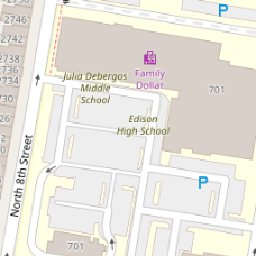 2746
2742
2738
2736
2734
2730
P
Julia Debergos
Middle
School
Family
Dollar
701
Edison
High School
North 8th Street
P
701